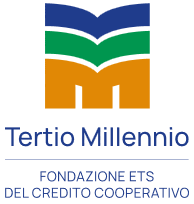 Tertio Millennio
FONDAZIONE ETS
DEL CREDITO COOPERATIVO